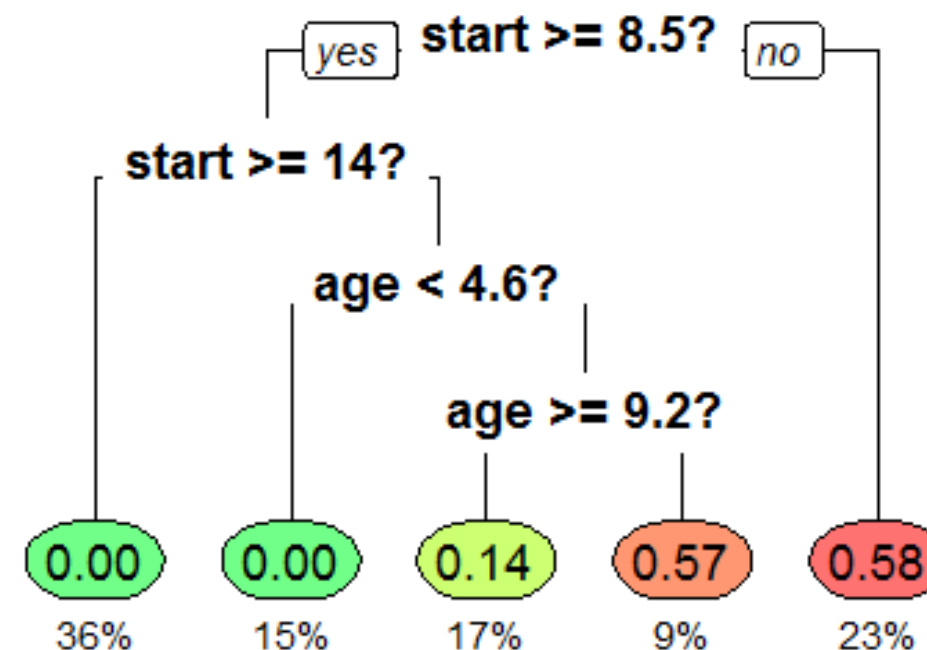 start >= 8.5?
yes
no
start >= 14?
age < 4.6?
age >= 9.2?
0.00 0.00 0.14 0.57 0.58
36% 15% 17% 9% 23%